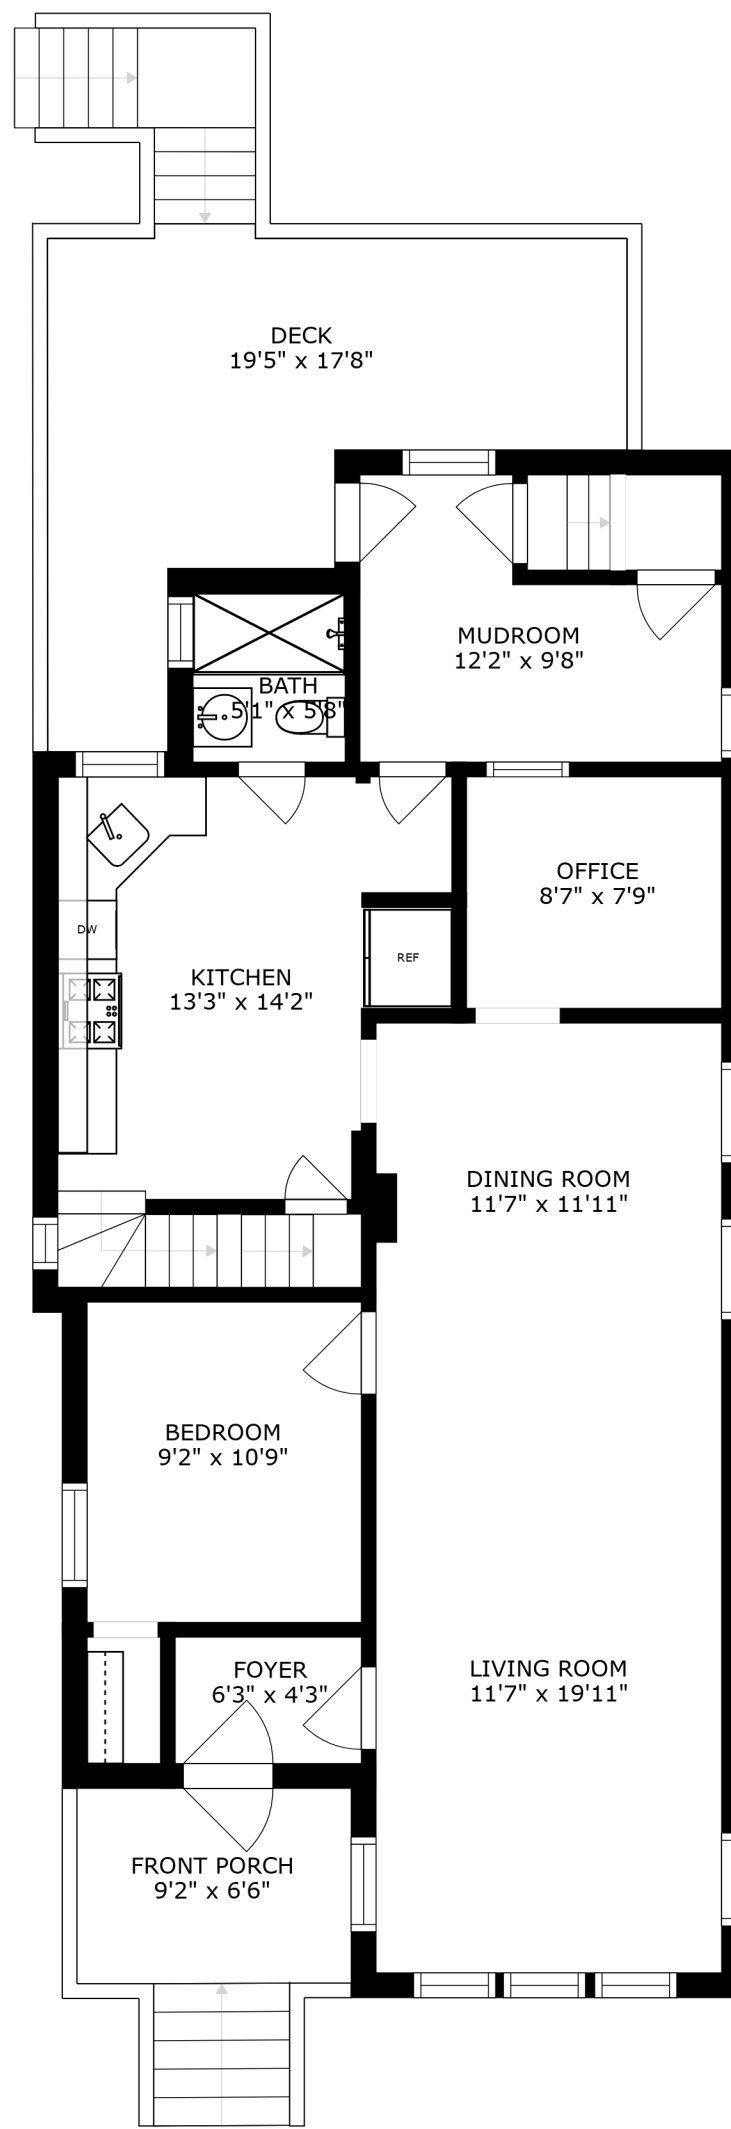 DECK
19'5" x 17'8"
MUDROOM
12'2" x 9'8"
BATH
5'1" x 5'8"
OFFICE
8'7" x 7'9"
DW
REF
KITCHEN
13'3" x 14'2"
DINING ROOM
11'7" x 11'11"
BEDROOM
9'2" x 10'9"
FOYER
6'3" x 4'3"
LIVING ROOM
11'7" x 19'11"
FRONT PORCH
9'2" x 6'6"